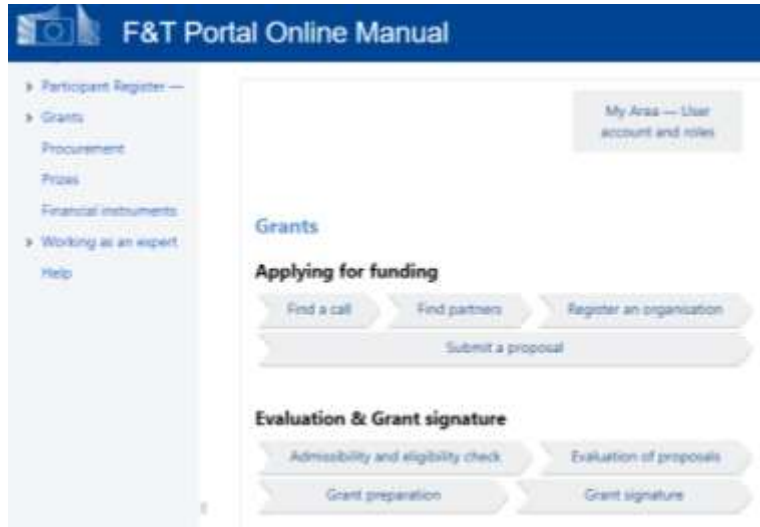 F&T Portal Online Manual
Participant Register —
Grants
Procurement
Prizes
Financial instruments
Working as an expert
Help
My Area — User
account and roles
Grants
Applying for funding
Find a call
Find partners
Register an organisation
Submit a proposal
Evaluation & Grant signature
Admissibility and eligibility check
Evaluation of proposals
Grant preparation
Grant signature